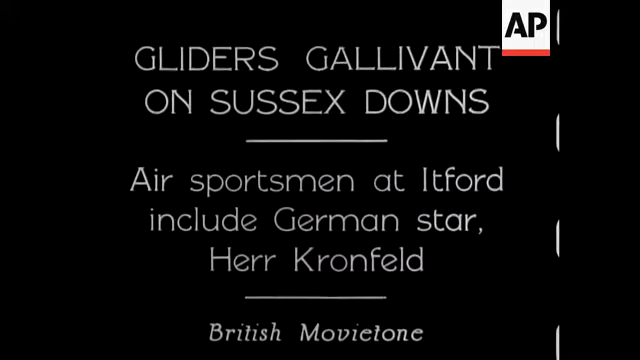 AP
GLIDERS GALLIVANT
ON SUSSEX DOWNS
Air sportsmen at Itford
include German star,
Herr Kronfeld
British Movietone